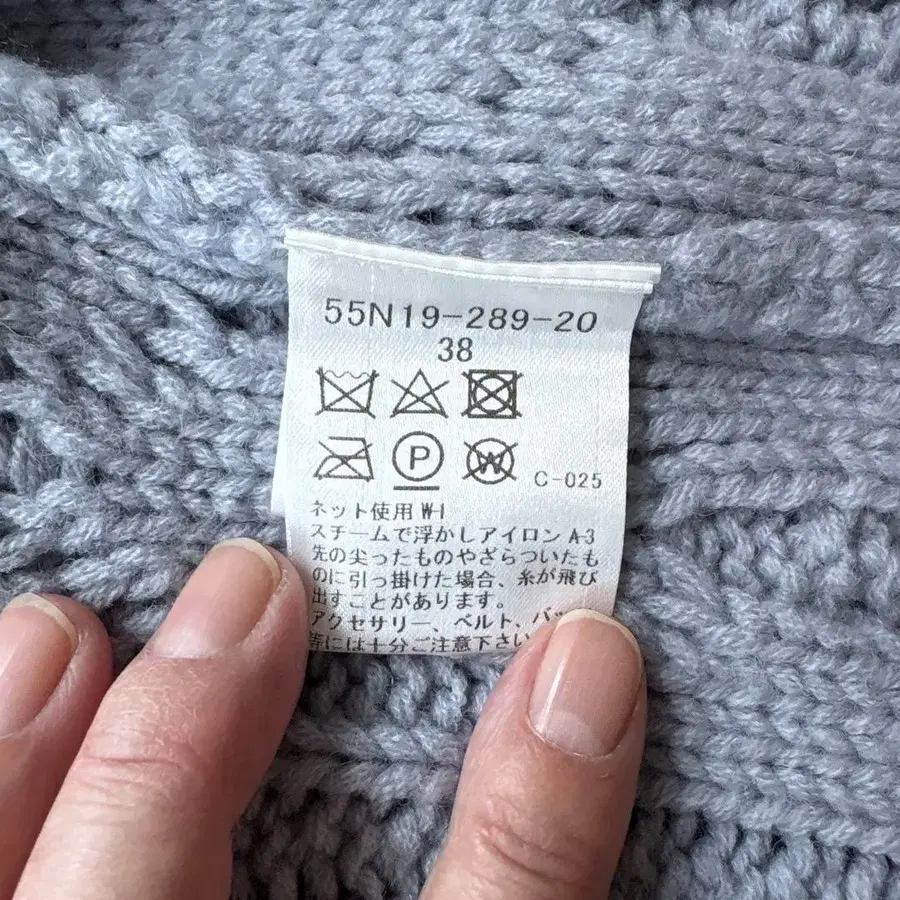 55N19-289-20
38
P
W
C-025
ネット使用 W-I
スチームで浮かしアイロン A-3
先の尖ったものやざらついたも
のに引っ掛けた場合、糸が飛び
出すことがあります。
アクセサリー、ベルト、バッ
等には十分ご注意下さい